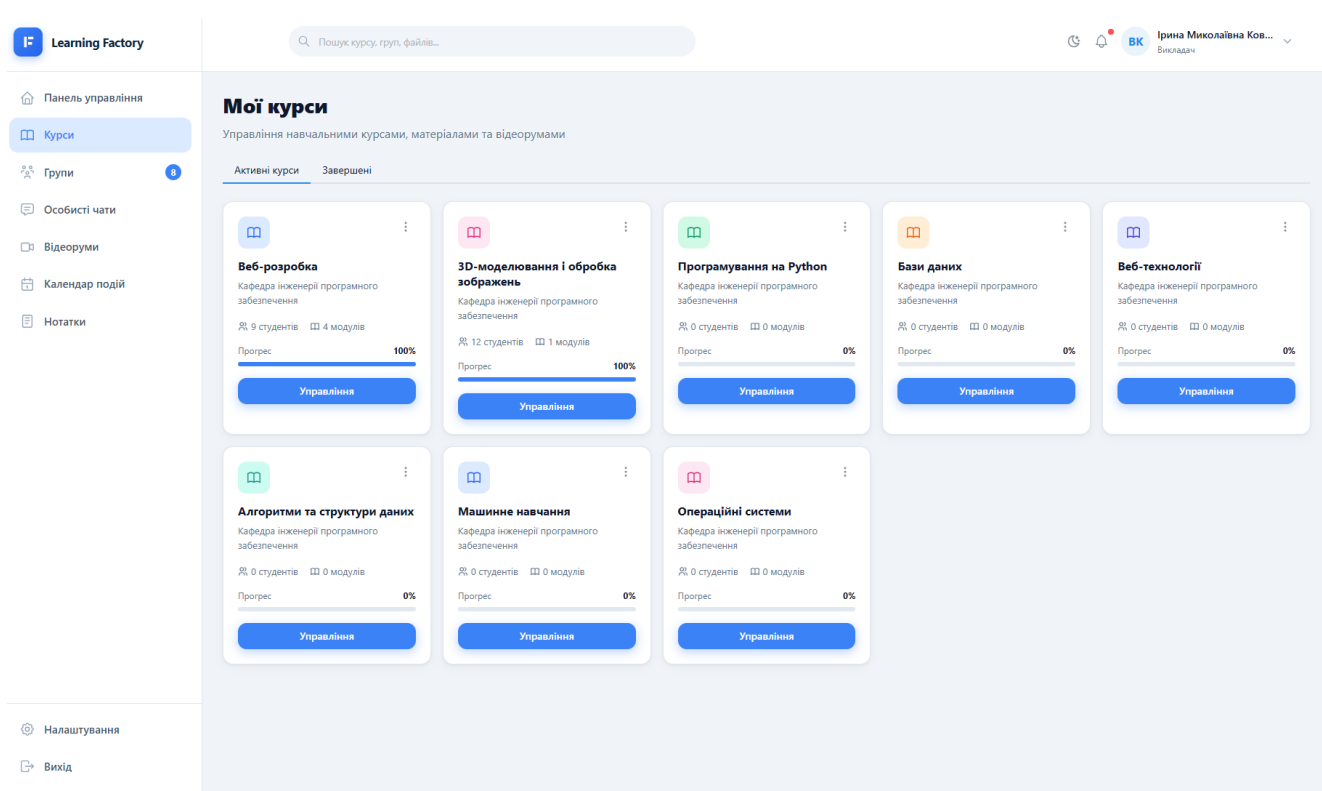 Learning Factory
Пошук курсу, груп, файлів...
ВК
Ірина Миколаївна Ков...
Викладач
Панель управління
Курси
Групи
8
Особисті чати
Відеоруми
Календар подій
Нотатки
Налаштування
Вихід
Мої курси
Управління навчальними курсами, матеріалами та відеорумами
Активні курси
Завершені
Веб-розробка
Кафедра інженерії програмного
забезпечення
9 студентів 4 модулів
Прогрес 100%
Управління
3D-моделювання і обробка
зображень
Кафедра інженерії програмного
забезпечення
12 студентів 1 модулів
Прогрес 100%
Управління
Програмування на Python
Кафедра інженерії програмного
забезпечення
0 студентів 0 модулів
Прогрес 0%
Управління
Бази даних
Кафедра інженерії програмного
забезпечення
0 студентів 0 модулів
Прогрес 0%
Управління
Веб-технології
Кафедра інженерії програмного
забезпечення
0 студентів 0 модулів
Прогрес 0%
Управління
Алгоритми та структури даних
Кафедра інженерії програмного
забезпечення
0 студентів 0 модулів
Прогрес 0%
Управління
Машинне навчання
Кафедра інженерії програмного
забезпечення
0 студентів 0 модулів
Прогрес 0%
Управління
Операційні системи
Кафедра інженерії програмного
забезпечення
0 студентів 0 модулів
Прогрес 0%
Управління